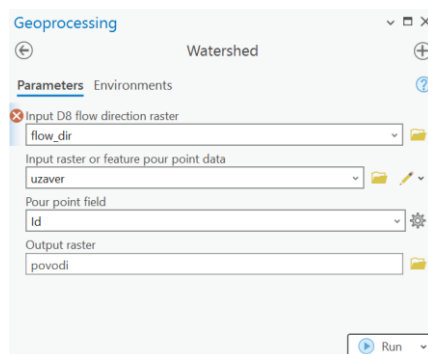 Geoprocessing
Watershed
Parameters Environments
Input D8 flow direction raster
flow_dir
Input raster or feature pour point data
uzaver
Pour point field
Id
Output raster
povodi
Run